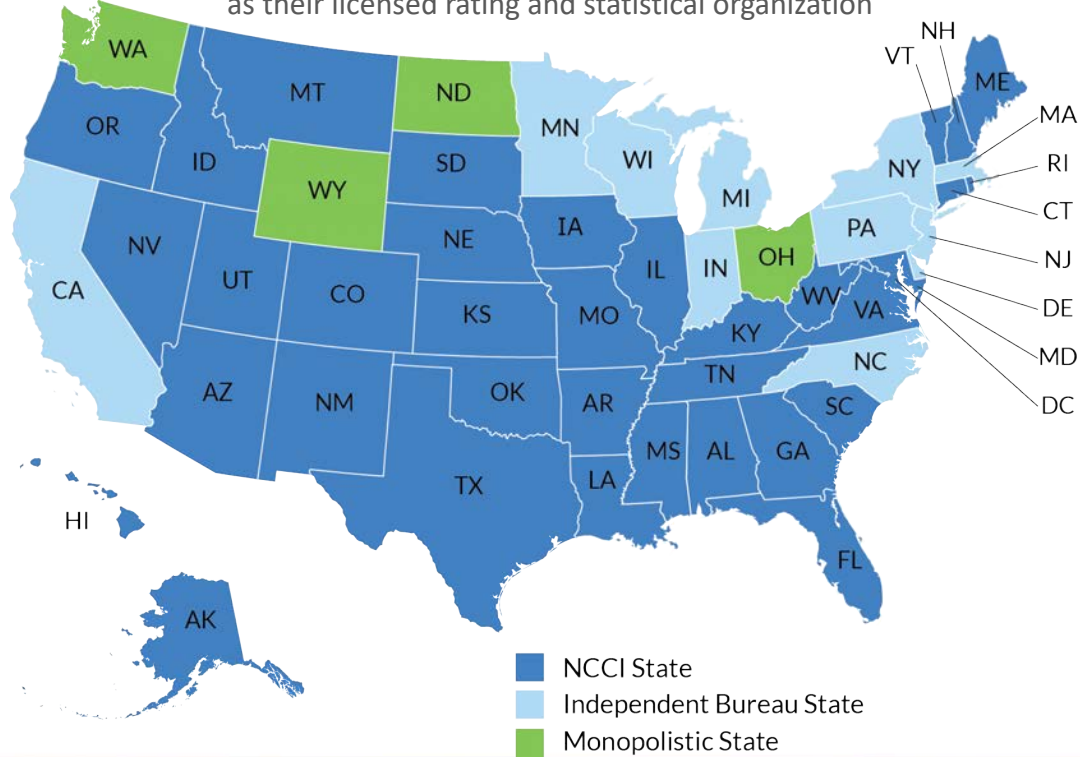 as their licensed rating and statistical organization
NH
VT
WA
ME
MT
ND
MA
OR
MN
ID
SD
WI
NY
RI
WY
MI
CT
IA
PA
NE
NV
OH
NJ
IL
IN
UT
CA
CO
WV
DE
VA
KS
MO
KY
MD
NC
TN
AZ
OK
DC
NM
AR
SC
MS
AL
GA
LA
TX
HI
FL
AK
NCCI State
Independent Bureau State
Monopolistic State